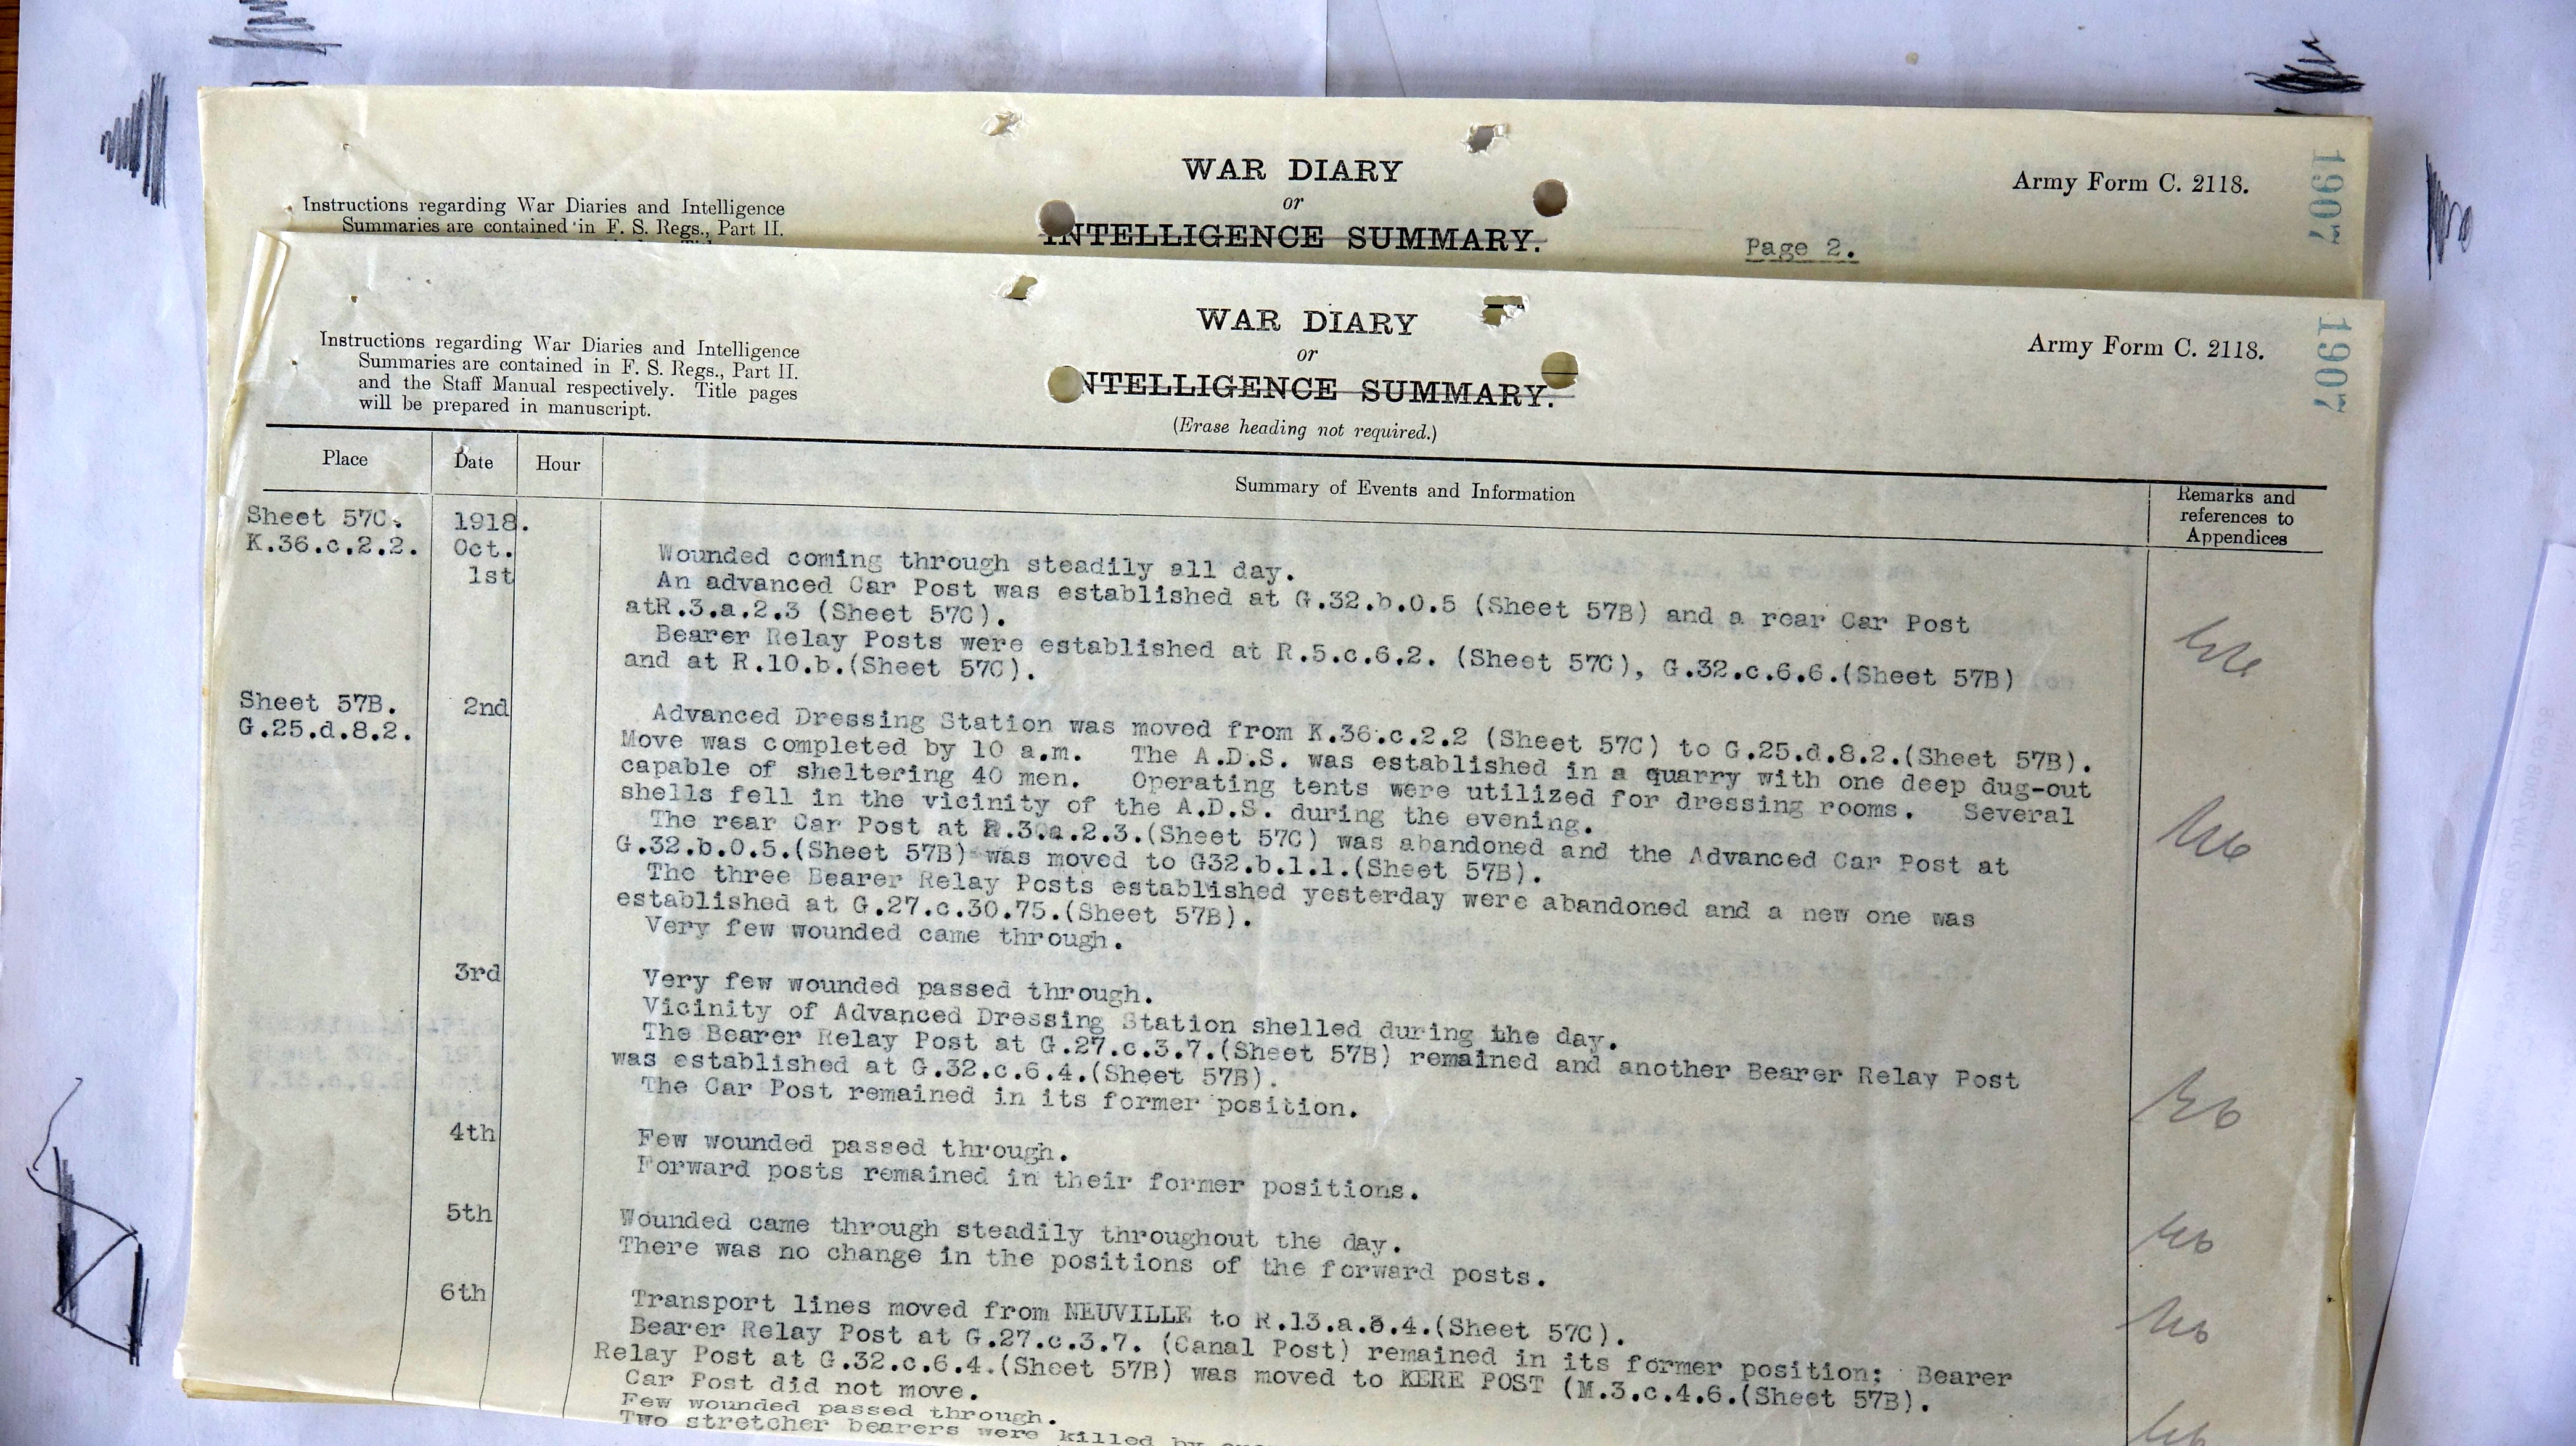 WAR DIARY
or
INTELLIGENCE SUMMARY.
Army Form C. 2118.
1907
Instructions regarding War Diaries and Intelligence
Summaries are contained in F. S. Regs., Part II.
Page 2.
WAR DIARY
or
NTELLIGENCE SUMMARY.
(Erase heading not required.)
Army Form C. 2118.
1907
Instructions regarding War Diaries and Intelligence
Summaries are contained in F. S. Regs., Part II.
and the Staff Manual respectively. Title pages
will be prepared in manuscript.
Place Date Hour Summary of Events and Information Remarks and
references to
Appendices
Sheet 57C. 1918.
K.36.c.2.2. Oct.
1st Wounded coming through steadily all day.
An advanced Car Post was established at G.32.b.0.5 (Sheet 57B) and a rear Car Post
atR.3.a.2.3 (Sheet 57C).
Bearer Relay Posts were established at R.5.c.6.2. (Sheet 57C), G.32.c.6.6.(Sheet 57B)
and at R.10.b.(Sheet 57C).
Sheet 57B. 2nd
G.25.d.8.2.
Advanced Dressing Station was moved from K.36.c.2.2 (Sheet 57C) to G.25.d.8.2.(Sheet 57B).
Move was completed by 10 a.m. The A.D.S. was established in a quarry with one deep dug-out
capable of sheltering 40 men. Operating tents were utilized for dressing rooms. Several
shells fell in the vicinity of the A.D.S. during the evening.
The rear Car Post at R.3.a.2.3.(Sheet 57C) was abandoned and the Advanced Car Post at
G.32.b.0.5.(Sheet 57B) was moved to G32.b.1.1.(Sheet 57B).
The three Bearer Relay Posts established yesterday were abandoned and a new one was
established at G.27.c.30.75.(Sheet 57B).
Very few wounded came through.
3rd Very few wounded passed through.
Vicinity of Advanced Dressing Station shelled during the day.
The Bearer Relay Post at G.27.c.3.7.(Sheet 57B) remained and another Bearer Relay Post
was established at G.32.c.6.4.(Sheet 57B).
The Car Post remained in its former position.
4th Few wounded passed through.
Forward posts remained in their former positions.
5th Wounded came through steadily throughout the day.
There was no change in the positions of the forward posts.
6th Transport lines moved from NEUVILLE to R.13.a.8.4.(Sheet 57C).
Bearer Relay Post at G.27.c.3.7. (Canal Post) remained in its former position; Bearer
Relay Post at G.32.c.6.4.(Sheet 57B) was moved to KERE POST (M.3.c.4.6.(Sheet 57B).
Car Post did not move.
Few wounded passed through.
Two stretcher bearers were killed by